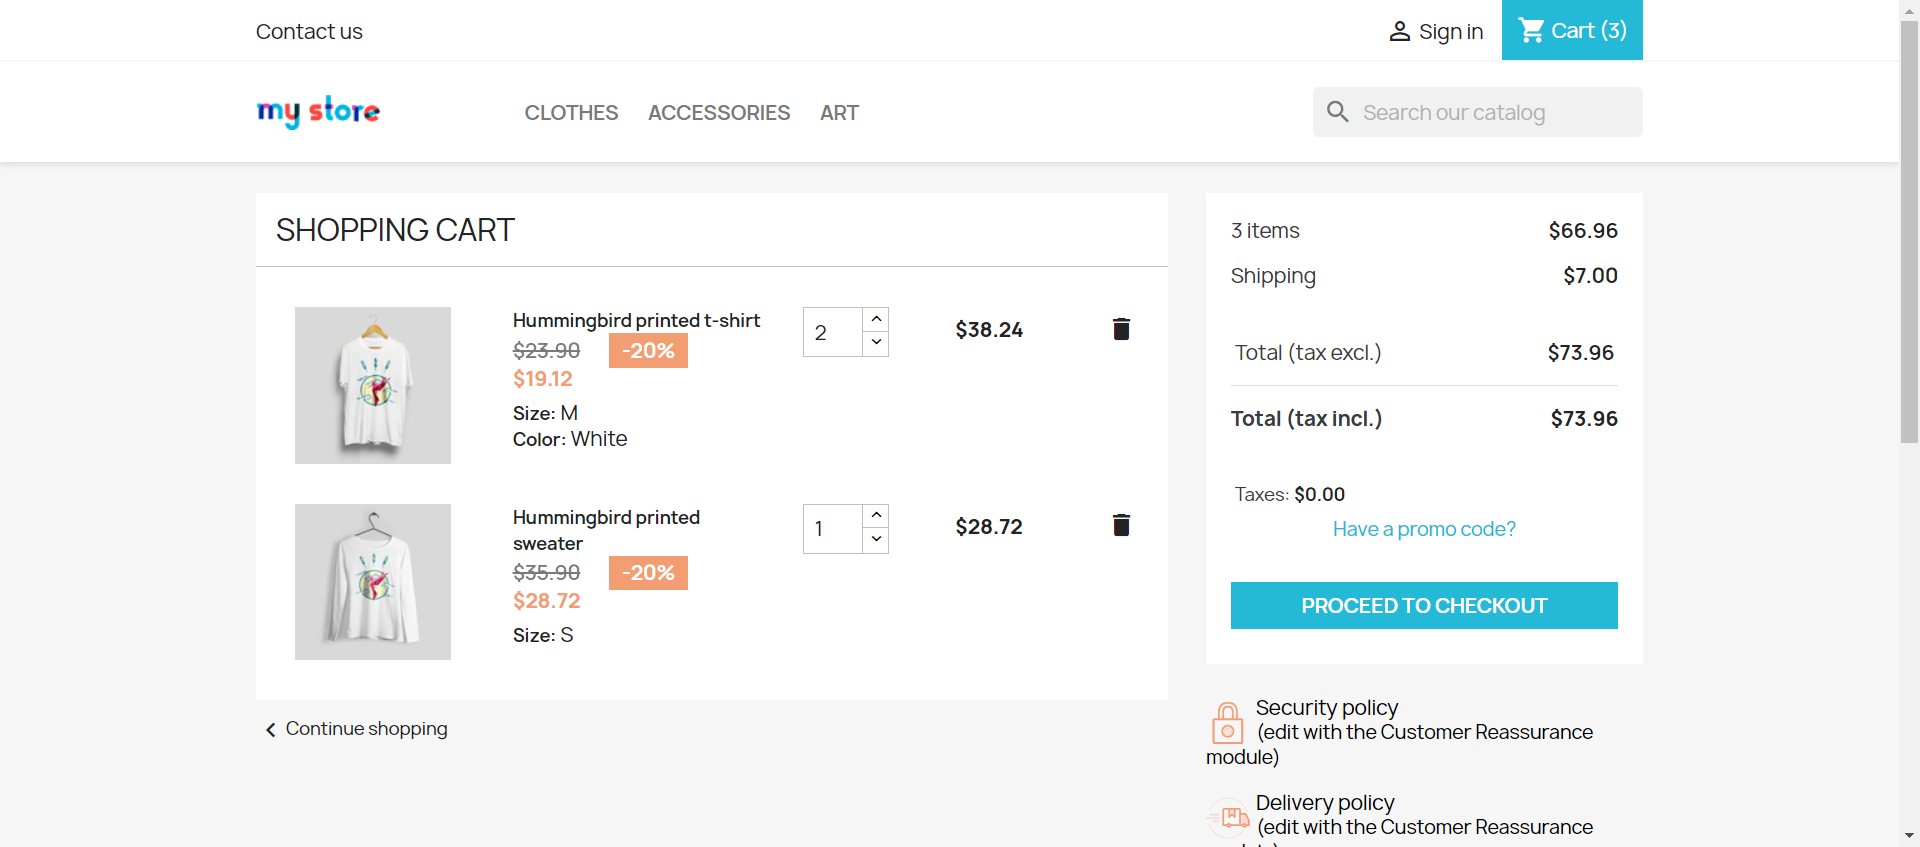 Contact us
Sign in
Cart (3)
my store
CLOTHES
ACCESSORIES
ART
Search our catalog
SHOPPING CART
Hummingbird printed t-shirt
$23.90 -20%
$19.12
Size: M
Color: White
2
$38.24
Hummingbird printed
sweater
$35.90 -20%
$28.72
Size: S
1
$28.72
Continue shopping
3 items $66.96
Shipping $7.00
Total (tax excl.) $73.96
Total (tax incl.) $73.96
Taxes: $0.00
Have a promo code?
PROCEED TO CHECKOUT
Security policy
(edit with the Customer Reassurance
module)
Delivery policy
(edit with the Customer Reassurance